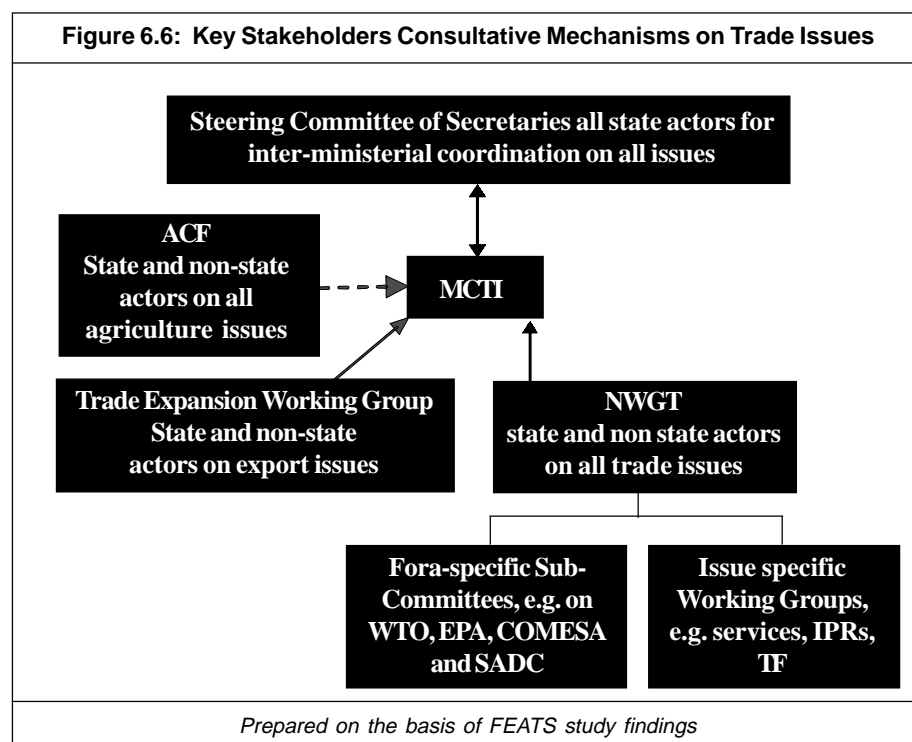 Figure 6.6: Key Stakeholders Consultative Mechanisms on Trade Issues
Steering Committee of Secretaries all state actors for
inter-ministerial coordination on all issues
ACF
State and non-state
actors on all
agriculture issues
MCTI
Trade Expansion Working Group
State and non-state
actors on export issues
NWGT
state and non state actors
on all trade issues
Fora-specific Sub-
Committees, e.g. on
WTO, EPA, COMESA
and SADC
Issue specific
Working Groups,
e.g. services, IPRs,
TF
Prepared on the basis of FEATS study findings